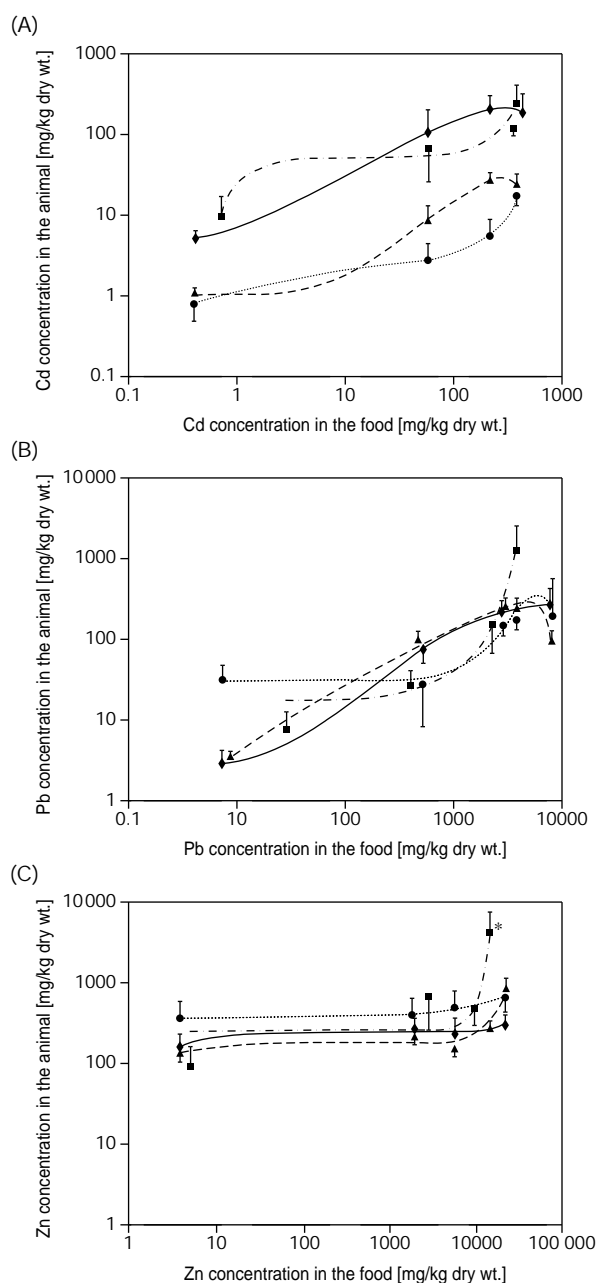 (A)
1000
100
10
1
0.1
Cd concentration in the animal [mg/kg dry wt.]
0.1 1 10 100 1000
Cd concentration in the food [mg/kg dry wt.]
(B)
10 000
1000
100
10
1
Pb concentration in the animal [mg/kg dry wt.]
0.1 10 100 1000 10000
Pb concentration in the food [mg/kg dry wt.]
(C)
10 000
1000
100
10
1
Zn concentration in the animal [mg/kg dry wt.]
*
1 10 100 1000 10000 100 000
Zn concentration in the food [mg/kg dry wt.]